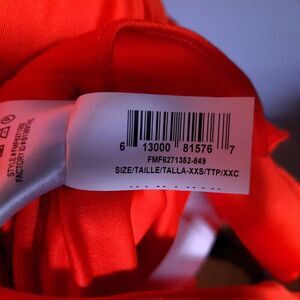 6 13000 81576 7
FMF6271352-849
SIZE/TAILLE/TALLA-XXS/TTP/XXC